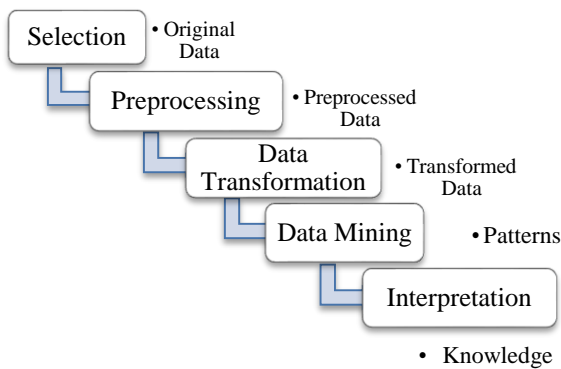 Selection
• Original
Data
Preprocessing
• Preprocessed
Data
Data
Transformation
• Transformed
Data
Data Mining
• Patterns
Interpretation
• Knowledge